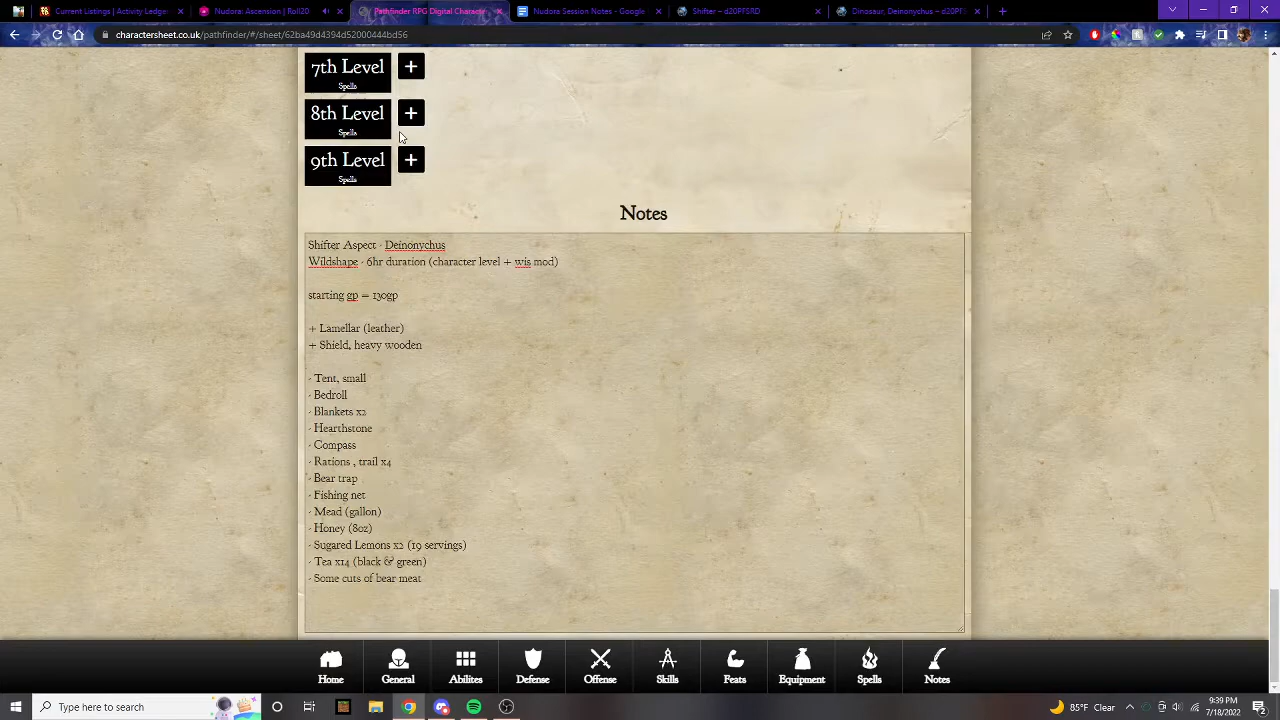 Current Listings | Activity Ledger
Nudora: Ascension | Roll20
Pathfinder RPG Digital Characte
Nudora Session Notes - Google
Shifter – d20PFSRD
Dinosaur, Deinonychus – d20PF
charactersheet.co.uk/pathfinder/#/sheet/62ba49d4394d52000444bd56
7th Level
Spells
8th Level
Spells
9th Level
Spells
Notes
Shifter Aspect - Deinonychus
Wildshape - 6hr duration (character level + wis mod)
starting gp = 130gp
+ Lamellar (leather)
+ Shield, heavy wooden
- Tent, small
- Bedroll
- Blankets x2
- Hearthstone
- Compass
- Rations , trail x4
- Bear trap
- Fishing net
- Mead (gallon)
- Honey (8oz)
- Sugared Lemons x2 (19 servings)
- Tea x14 (black & green)
- Some cuts of bear meat
Home
General
Abilites
Defense
Offense
Skills
Feats
Equipment
Spells
Notes
Type here to search
85°F Clear
9:39 PM
7/18/2022
2